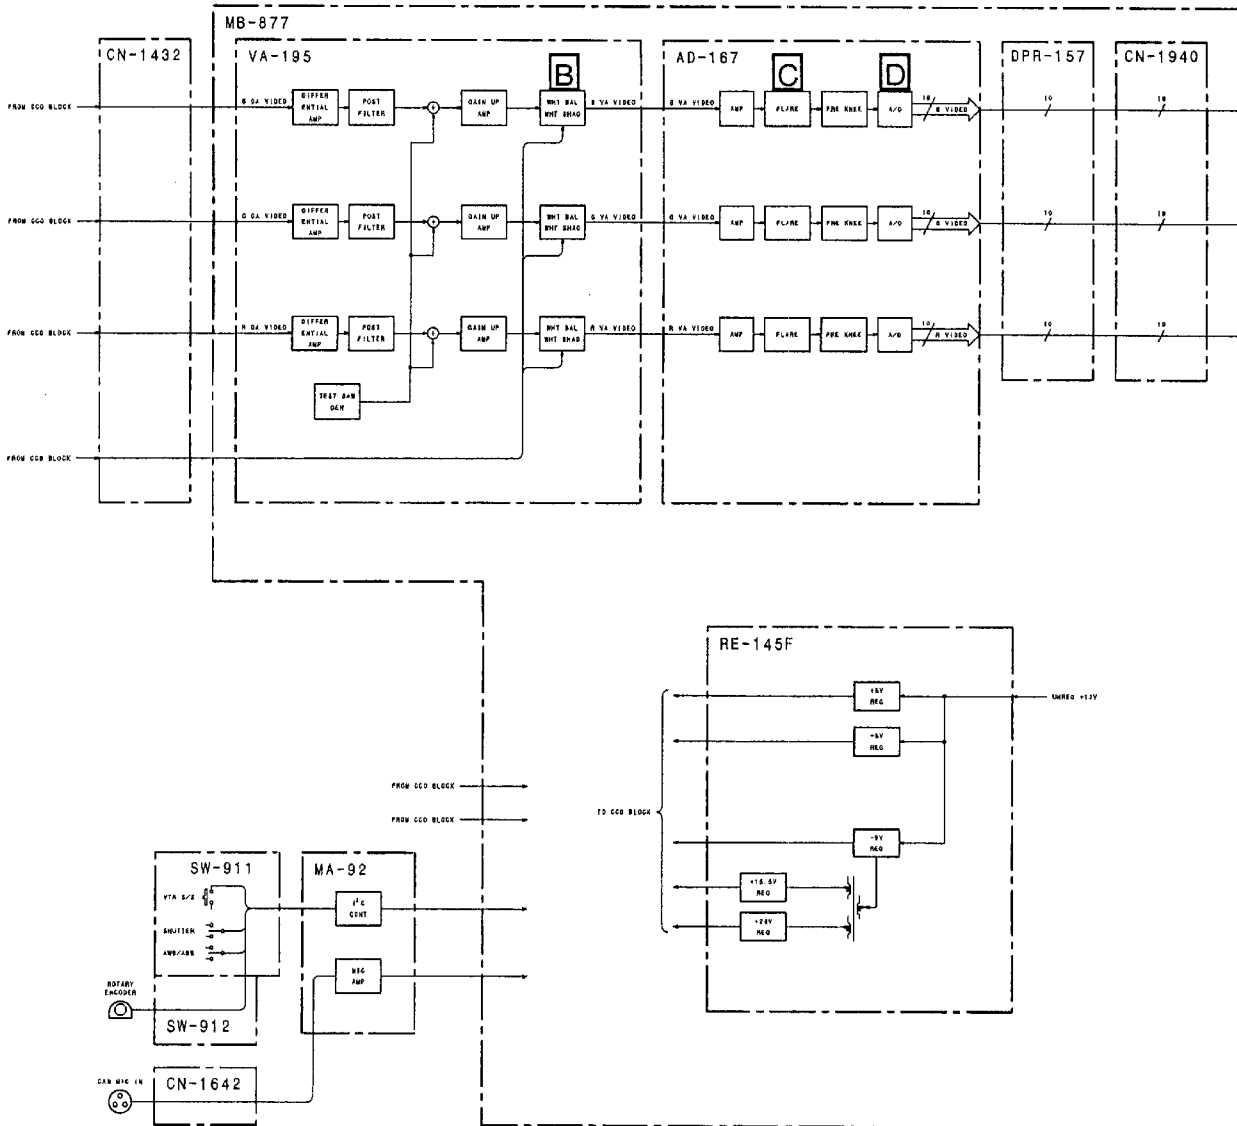 MB-877
CN-1432
VA-195
AD-167
DPR-157
CN-1940
B
C
D
FROM CCD BLOCK
B DA VIDEO
DIFFER
ENTIAL
AMP
POST
FILTER
+
GAIN UP
AMP
WHT BAL
WHT SHAD
B VA VIDEO
B VA VIDEO
AMP
FLARE
PRE KNEE
A/D
10
B VIDEO
10
10
FROM CCD BLOCK
G DA VIDEO
DIFFER
ENTIAL
AMP
POST
FILTER
+
GAIN UP
AMP
WHT BAL
WHT SHAD
G VA VIDEO
G VA VIDEO
AMP
FLARE
PRE KNEE
A/D
10
G VIDEO
10
10
FROM CCD BLOCK
R DA VIDEO
DIFFER
ENTIAL
AMP
POST
FILTER
+
GAIN UP
AMP
WHT BAL
WHT SHAD
R VA VIDEO
R VA VIDEO
AMP
FLARE
PRE KNEE
A/D
10
R VIDEO
10
10
TEST SAW
GEN
FROM CCD BLOCK
RE-145F
+5V
REG
UNREG +12V
-5V
REG
FROM CCD BLOCK
FROM CCD BLOCK
TO CCD BLOCK
-9V
REG
+15.5V
REG
+24V
REG
SW-911
MA-92
VTR S/S
I²C
CONT
SHUTTER
AWB/ABB
MIC
AMP
ROTARY
ENCODER
SW-912
CAM MIC IN
CN-1642